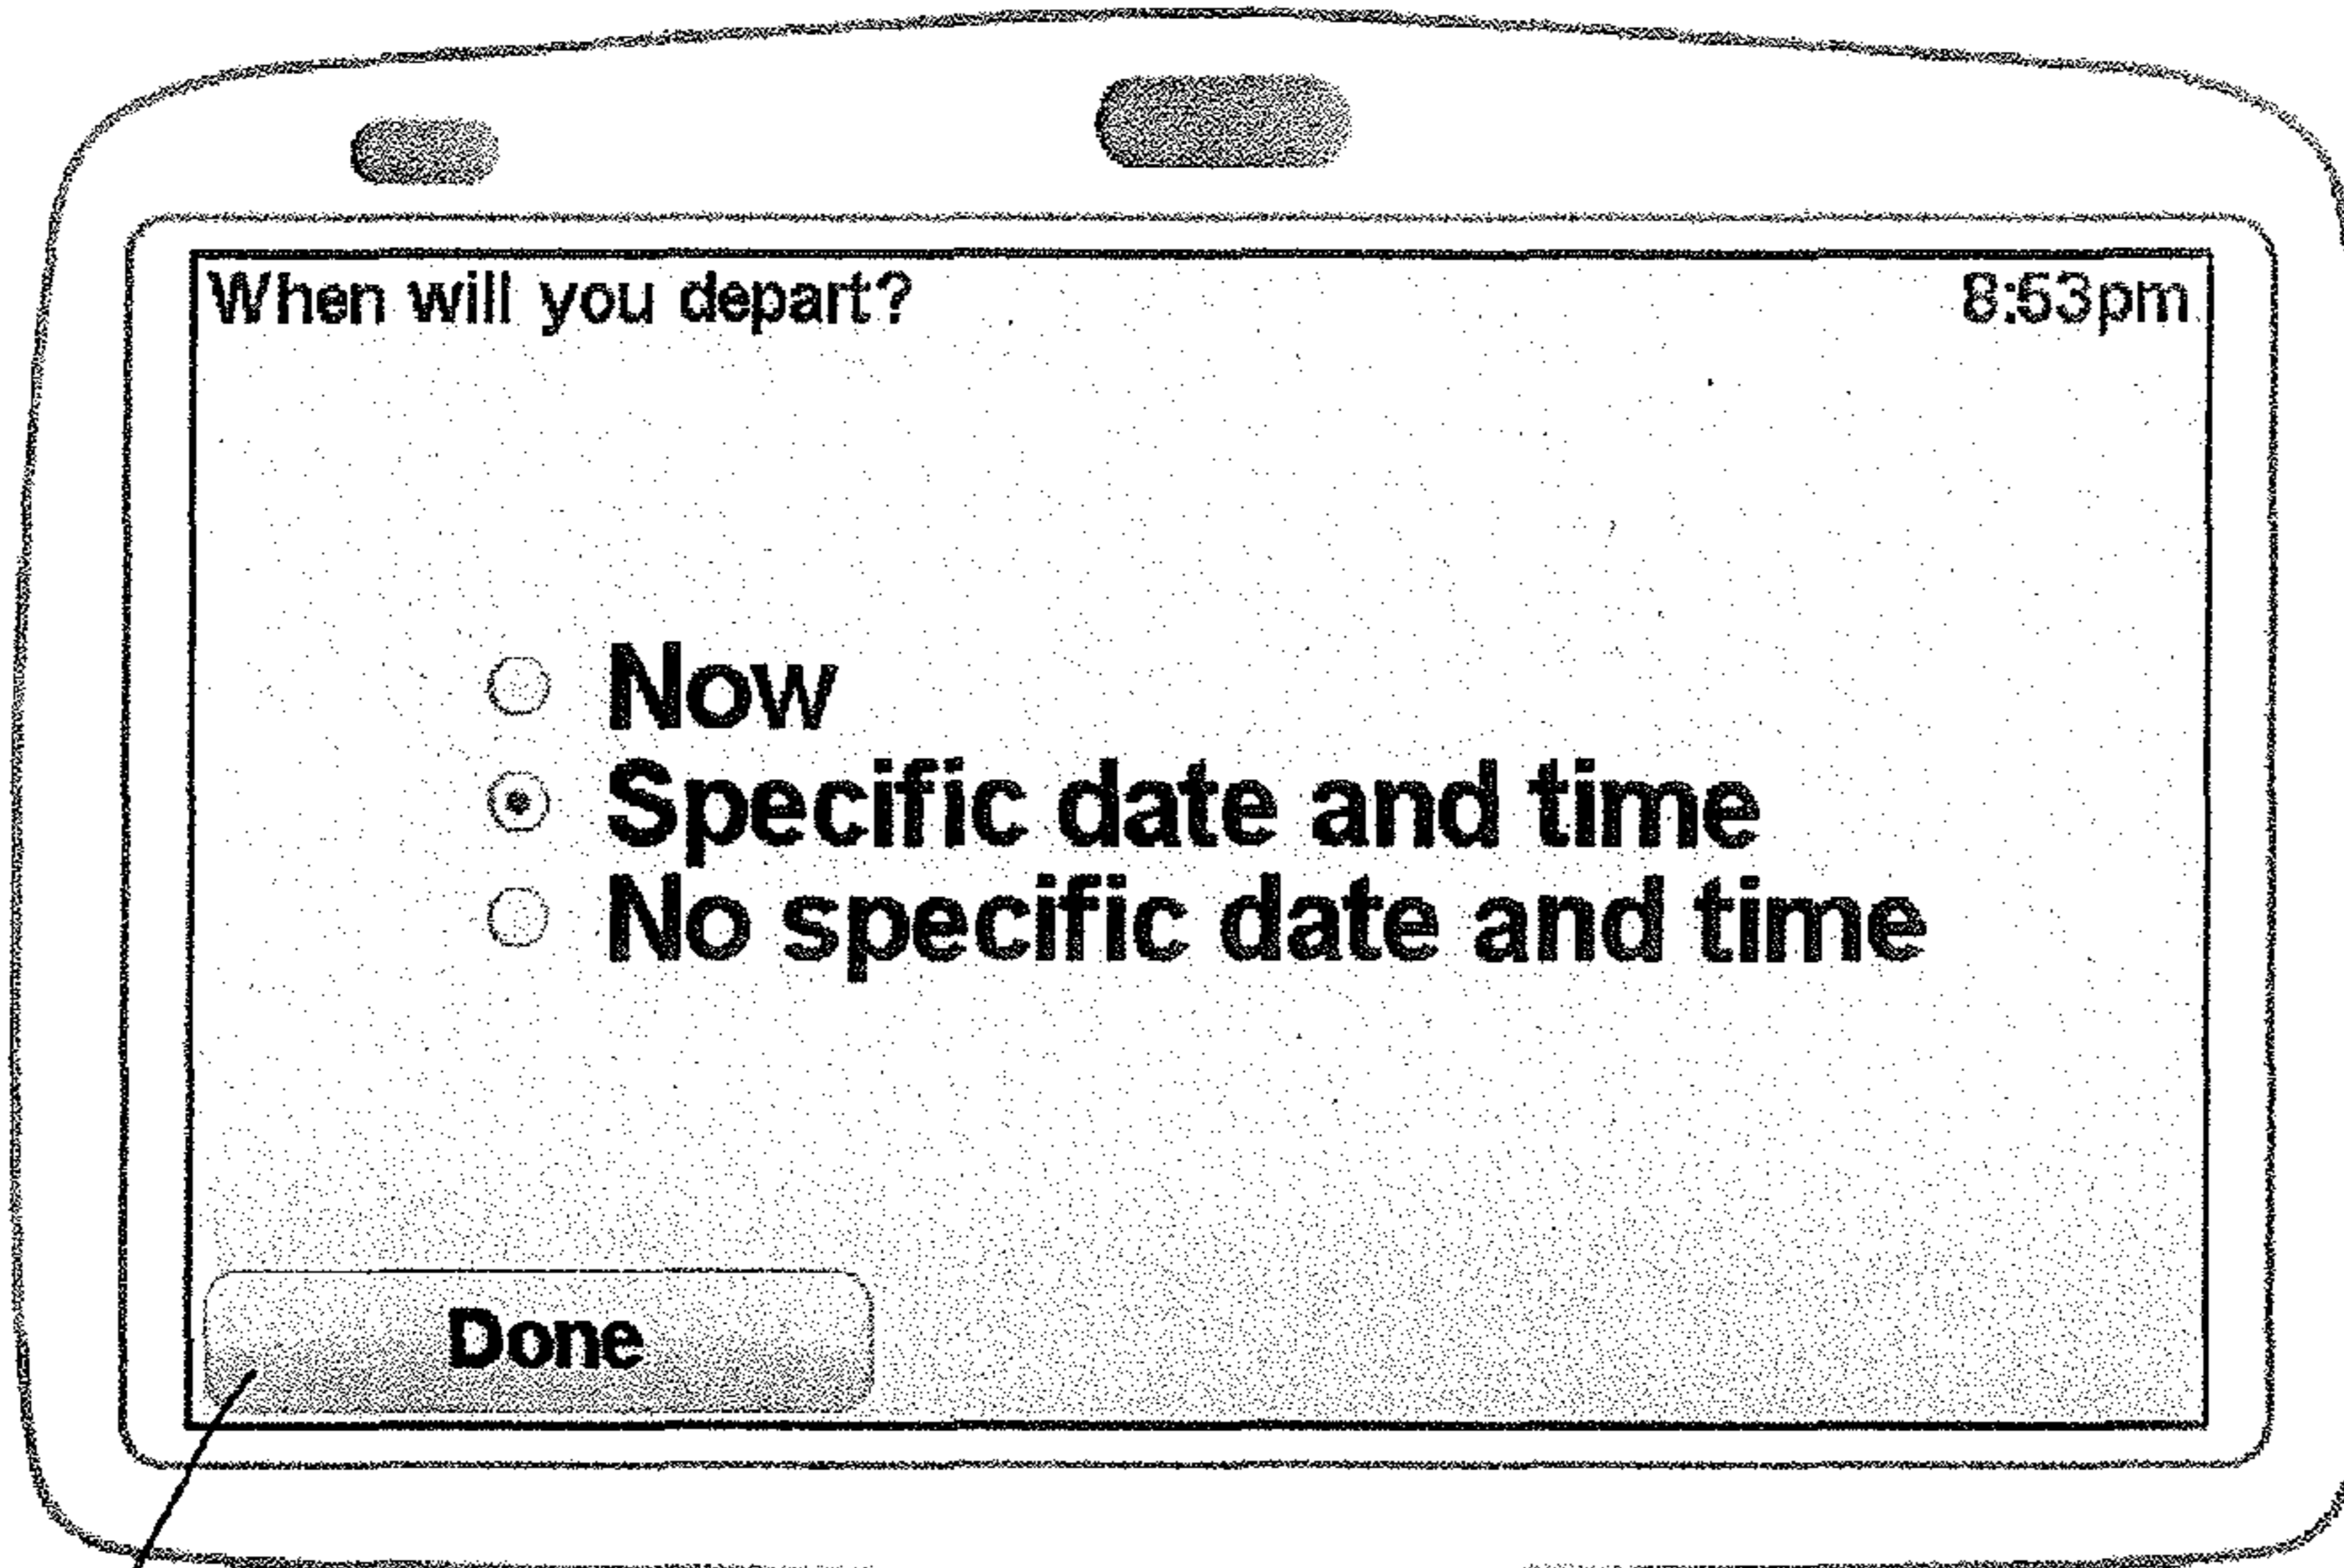 When will you depart? 8:53pm
Now
Specific date and time
No specific date and time
Done